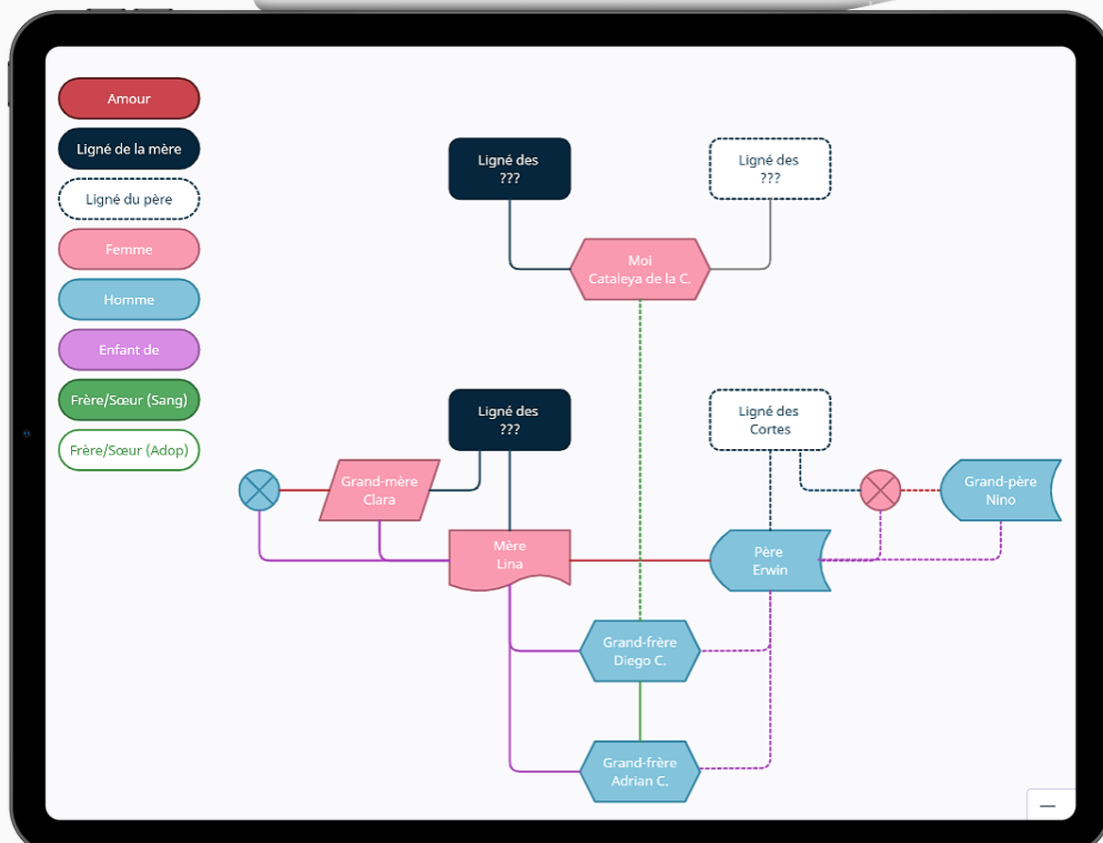 Amour
Ligné de la mère
Ligné du père
Femme
Homme
Enfant de
Frère/Sœur (Sang)
Frère/Sœur (Adop)
Ligné des
???
Ligné des
???
Moi
Cataleya de la C.
Ligné des
???
Ligné des
Cortes
Grand-mère
Clara
Grand-père
Nino
Mère
Lina
Père
Erwin
Grand-frère
Diego C.
Grand-frère
Adrian C.